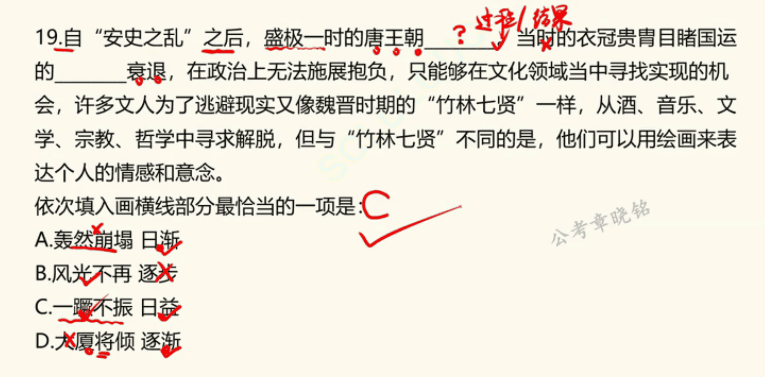 过程/结果
19.自“安史之乱”之后，盛极一时的唐王朝________？，当时的衣冠贵胄目睹国运
的________衰退，在政治上无法施展抱负，只能够在文化领域当中寻找实现的机
会，许多文人为了逃避现实又像魏晋时期的“竹林七贤”一样，从酒、音乐、文
学、宗教、哲学中寻求解脱，但与“竹林七贤”不同的是，他们可以用绘画来表
达个人的情感和意念。
依次填入画横线部分最恰当的一项是：C
公考章晓铭
A.轰然崩塌 日渐
B.风光不再 逐步
C.一蹶不振 日益
D.大厦将倾 逐渐